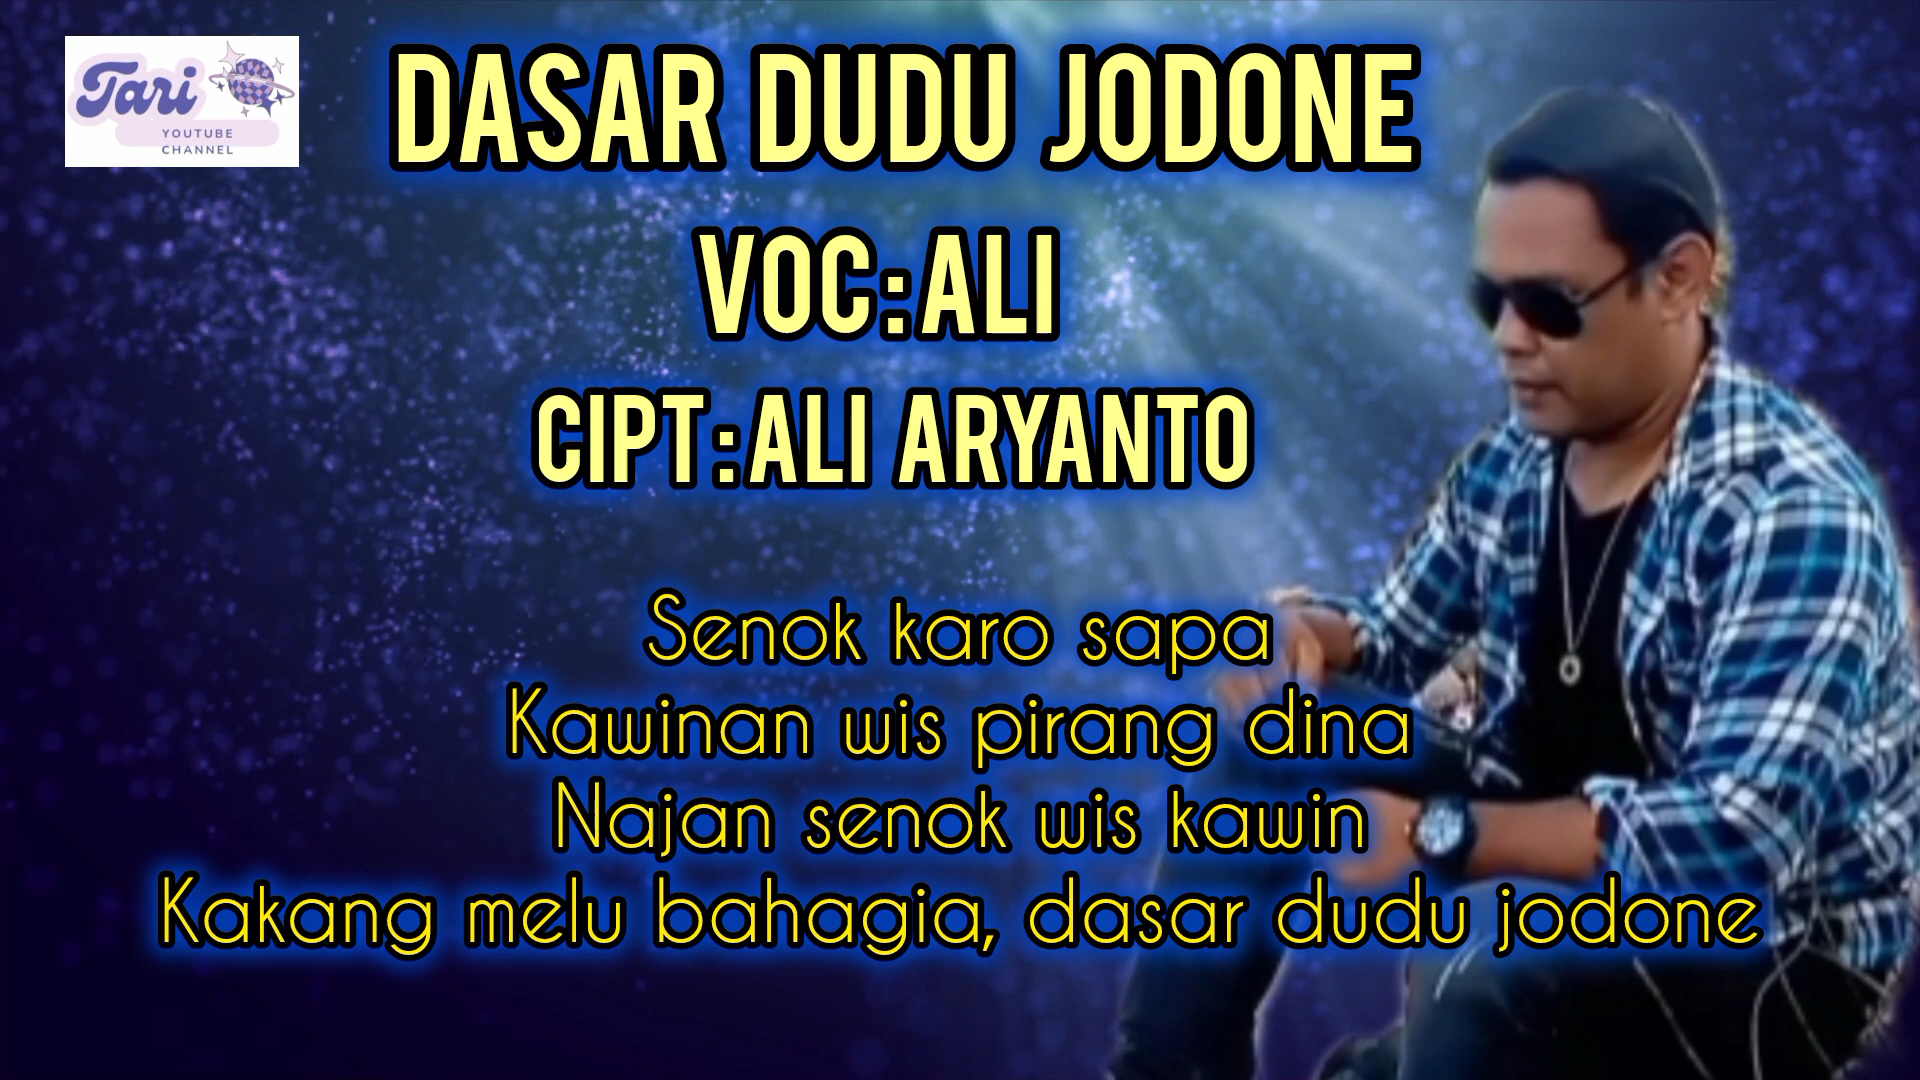 Tari
YOUTUBE
CHANNEL
DASAR DUDU JODONE
VOC:ALI
CIPT:ALI ARYANTO
Senok karo sapa
Kawinan wis pirang dina
Najan senok wis kawin
Kakang melu bahagia, dasar dudu jodone